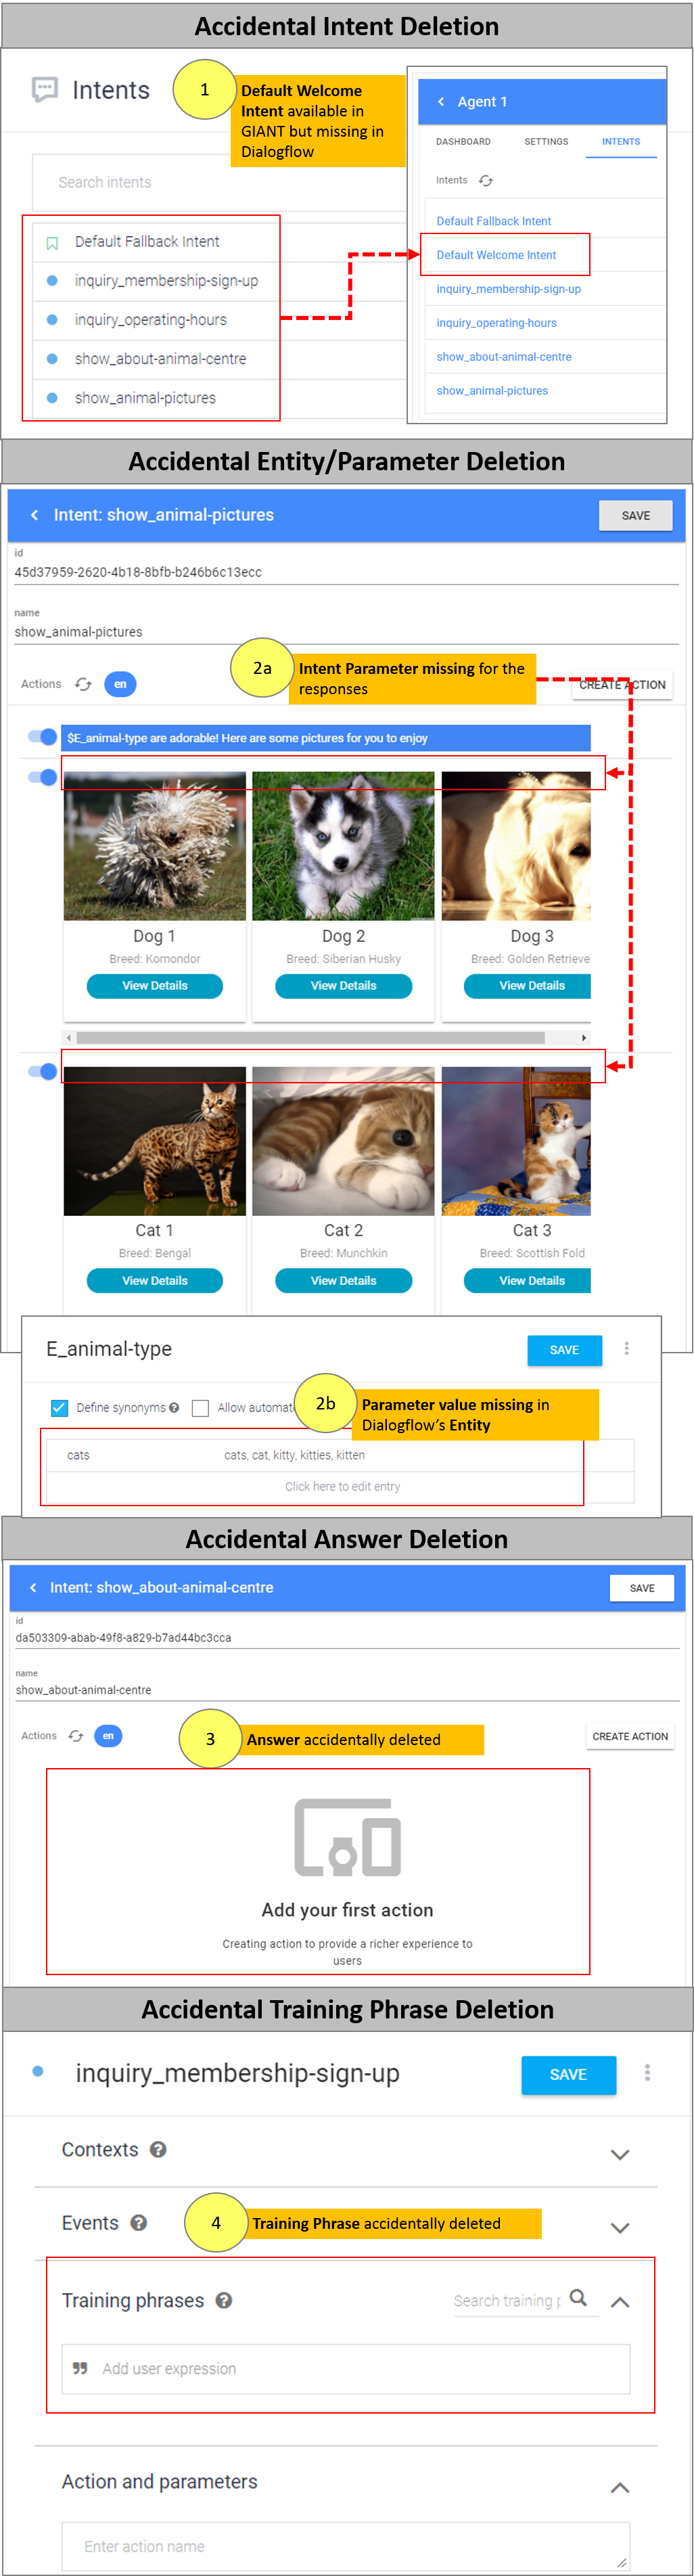 Accidental Intent Deletion
Intents
1
Default Welcome
Intent available in
GIANT but missing in
Dialogflow
Search intents
Default Fallback Intent
inquiry_membership-sign-up
inquiry_operating-hours
show_about-animal-centre
show_animal-pictures
Agent 1
DASHBOARD SETTINGS INTENTS
Intents
Default Fallback Intent
Default Welcome Intent
inquiry_membership-sign-up
inquiry_operating-hours
show_about-animal-centre
show_animal-pictures
Accidental Entity/Parameter Deletion
Intent: show_animal-pictures SAVE
id
45d37959-2620-4b18-8bfb-b246b6c13ecc
name
show_animal-pictures
2a
Intent Parameter missing for the
responses
Actions en CREATE ACTION
$E_animal-type are adorable! Here are some pictures for you to enjoy
Dog 1 Dog 2 Dog 3
Breed: Komondor Breed: Siberian Husky Breed: Golden Retrieve
View Details View Details View Details
Cat 1 Cat 2 Cat 3
Breed: Bengal Breed: Munchkin Breed: Scottish Fold
View Details View Details View Details
E_animal-type SAVE
Define synonyms ? Allow automat
2b
Parameter value missing in
Dialogflow's Entity
cats cats, cat, kitty, kitties, kitten
Click here to edit entry
Accidental Answer Deletion
Intent: show_about-animal-centre SAVE
id
da503309-abab-49f8-a829-b7ad44bc3cca
name
show_about-animal-centre
Actions en CREATE ACTION
3
Answer accidentally deleted
Add your first action
Creating action to provide a richer experience to
users
Accidental Training Phrase Deletion
inquiry_membership-sign-up SAVE
Contexts ?
Events ?
4
Training Phrase accidentally deleted
Training phrases ? Search training p
Add user expression
Action and parameters
Enter action name